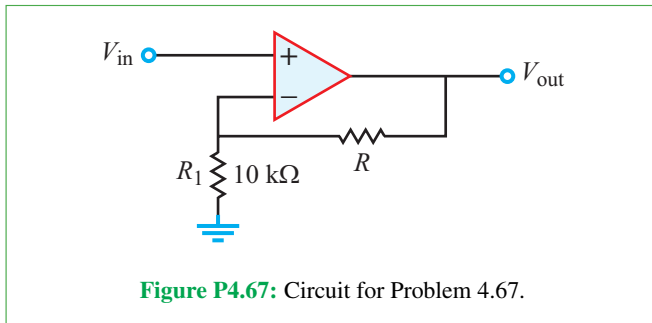 Vin
+
Vout
−
R
R1 10 kΩ
Figure P4.67: Circuit for Problem 4.67.